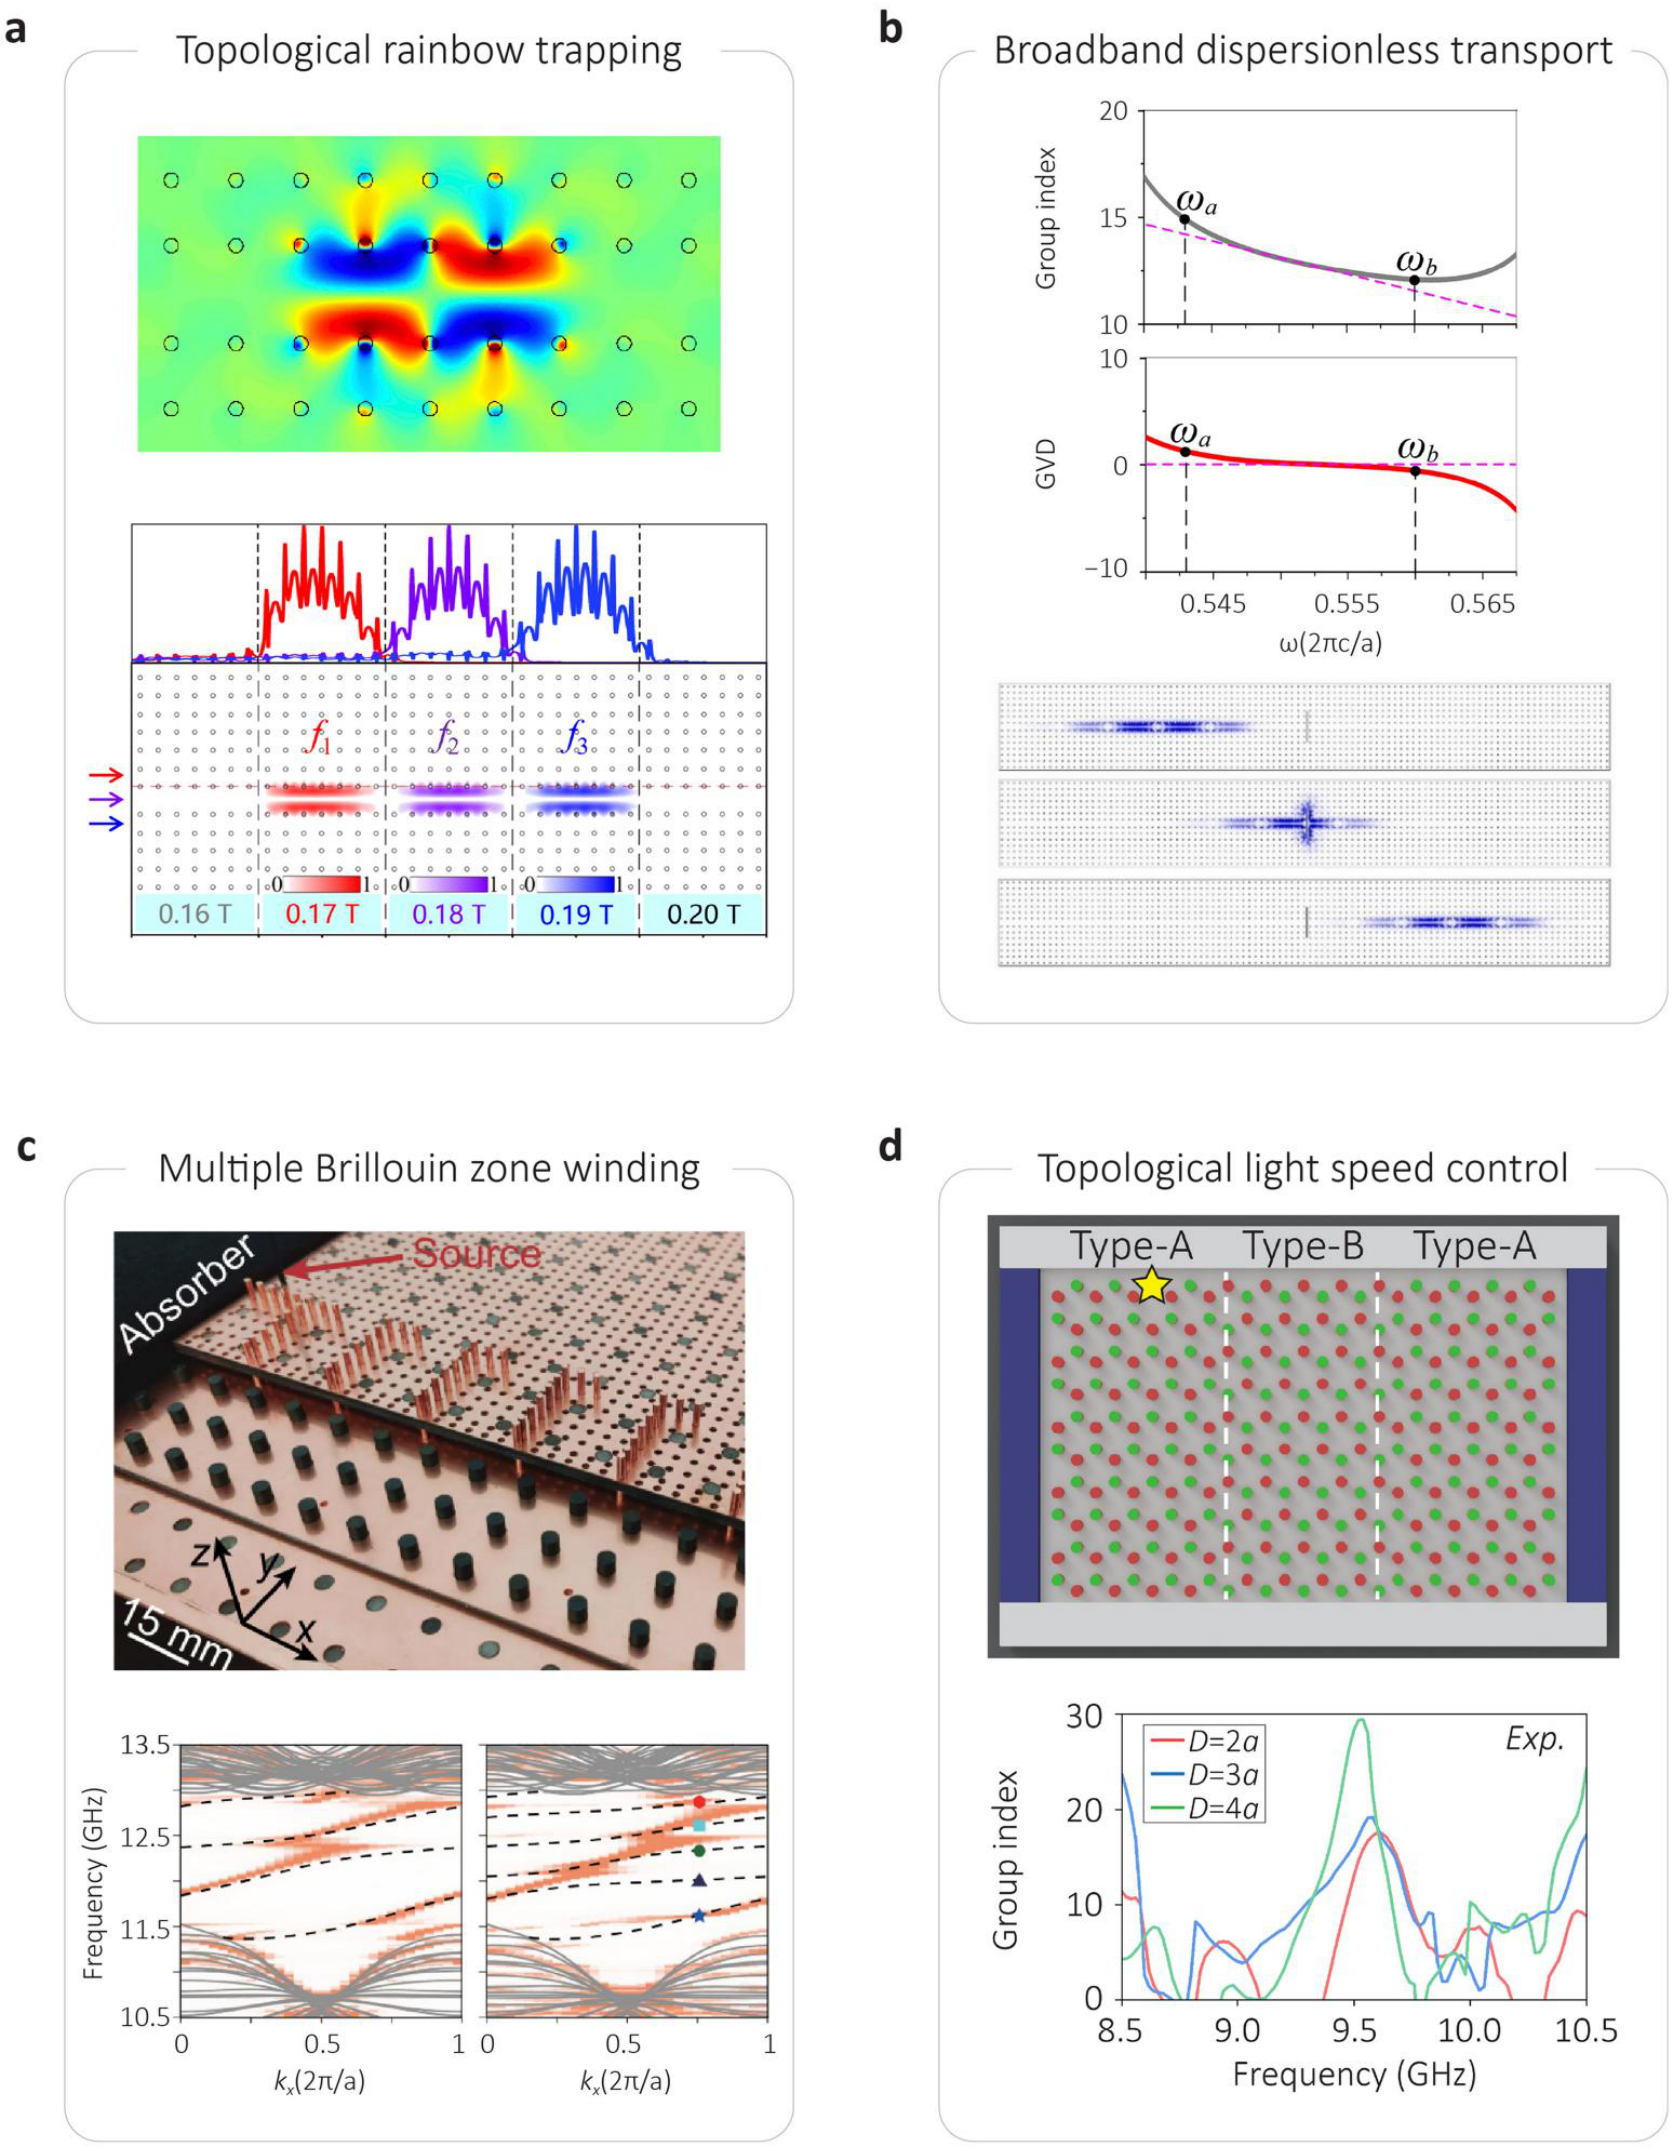 a
Topological rainbow trapping
f1
f2
f3
0 1
0 1
0 1
0.16 T
0.17 T
0.18 T
0.19 T
0.20 T
b
Broadband dispersionless transport
Group index
20
15
10
ωa
ωb
GVD
10
0
−10
ωa
ωb
0.545
0.555
0.565
ω(2πc/a)
c
Multiple Brillouin zone winding
Absorber
Source
z
y
x
15 mm
Frequency (GHz)
13.5
12.5
11.5
10.5
0
0.5
1
kx(2π/a)
0
0.5
1
kx(2π/a)
d
Topological light speed control
Type-A
Type-B
Type-A
Group index
30
20
10
0
D=2a
D=3a
D=4a
Exp.
8.5
9.0
9.5
10.0
10.5
Frequency (GHz)